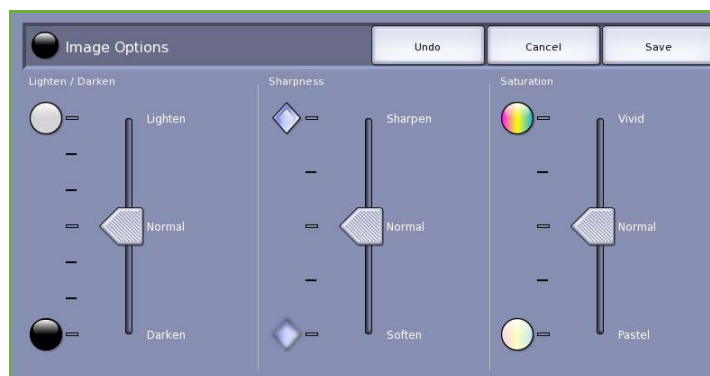 Image Options
Undo
Cancel
Save
Lighten / Darken
Sharpness
Saturation
Lighten
Sharpen
Vivid
Normal
Normal
Normal
Darken
Soften
Pastel